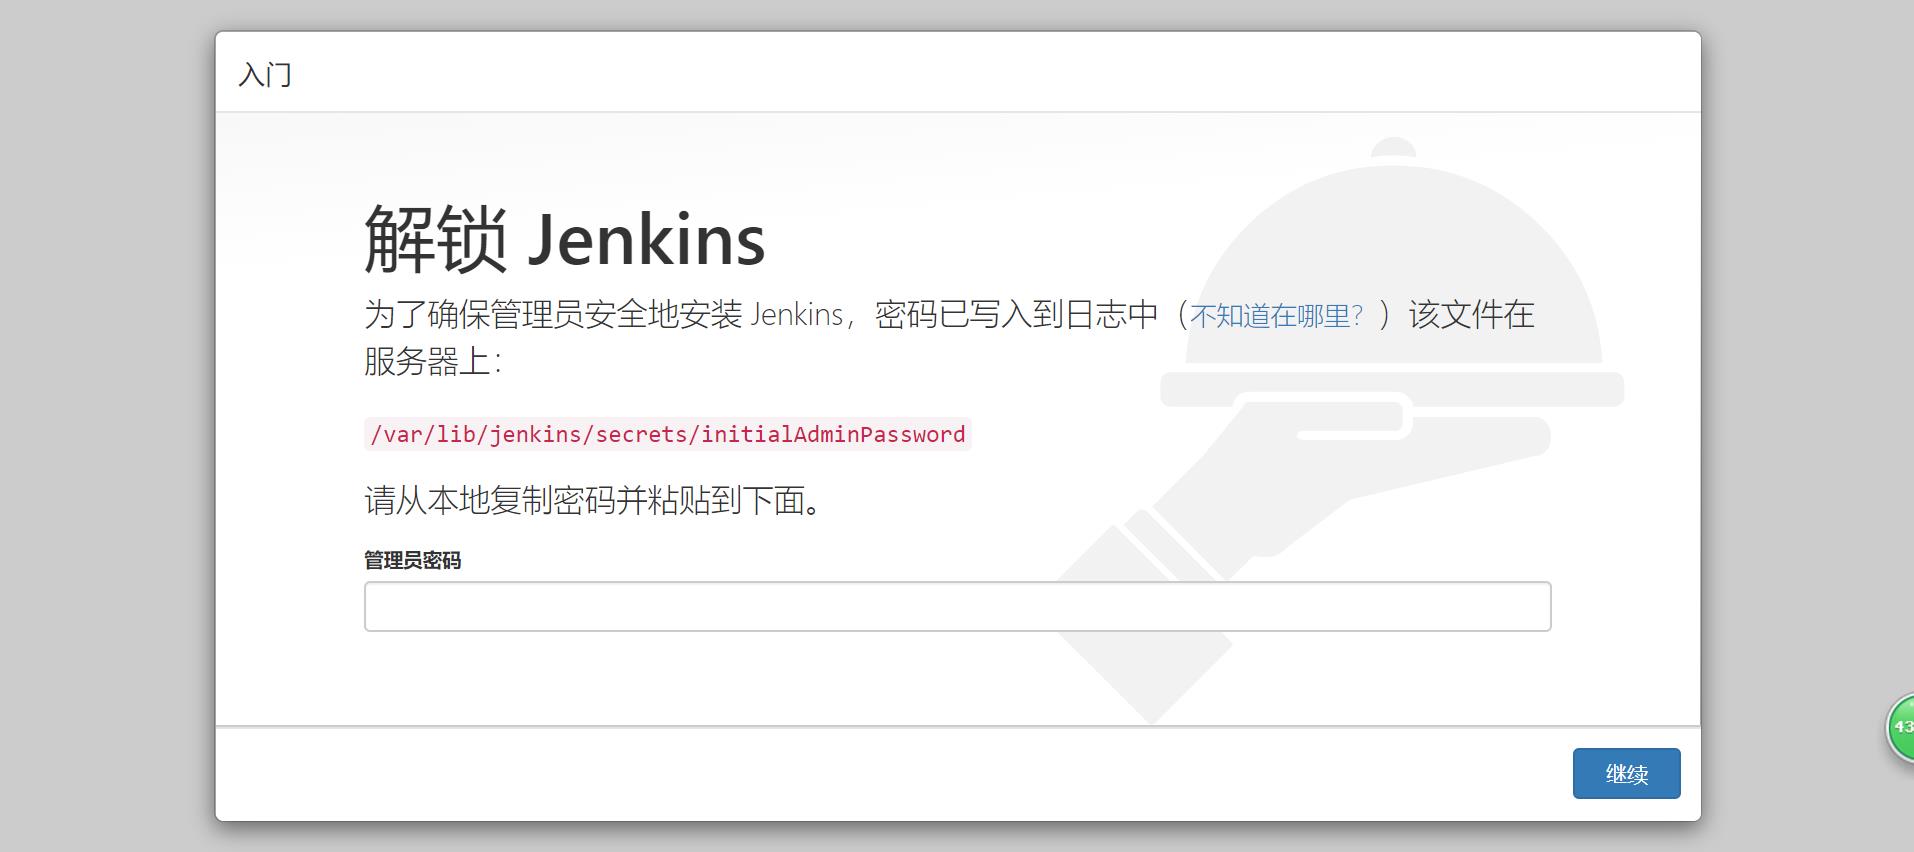 入门
解锁 Jenkins
为了确保管理员安全地安装 Jenkins，密码已写入到日志中（不知道在哪里？）该文件在
服务器上：
/var/lib/jenkins/secrets/initialAdminPassword
请从本地复制密码并粘贴到下面。
管理员密码
43
继续